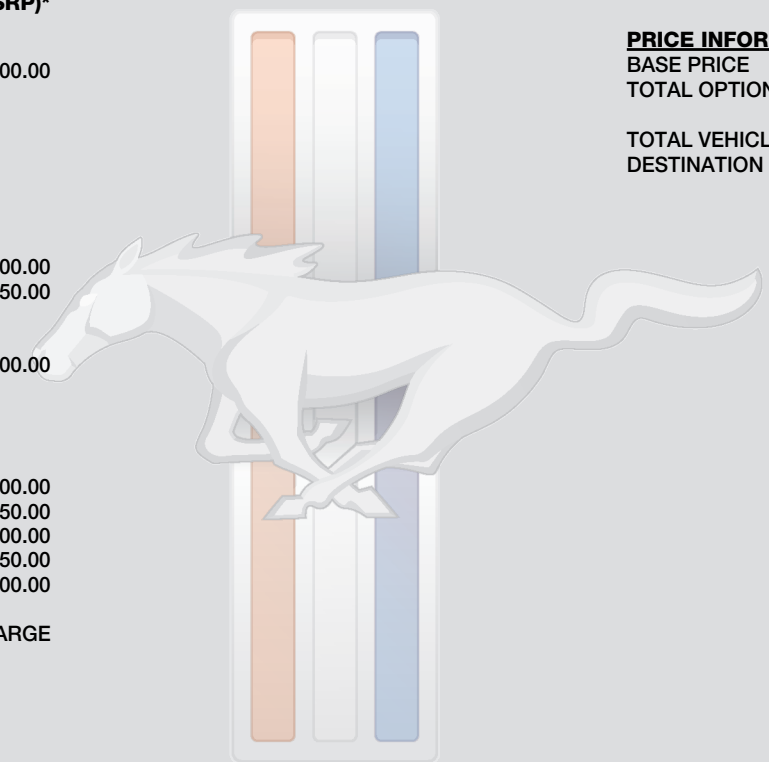 SRP)*
00.00
00.00
50.00
00.00
00.00
50.00
00.00
50.00
00.00
ARGE
PRICE INFOR
BASE PRICE
TOTAL OPTION
TOTAL VEHICL
DESTINATION